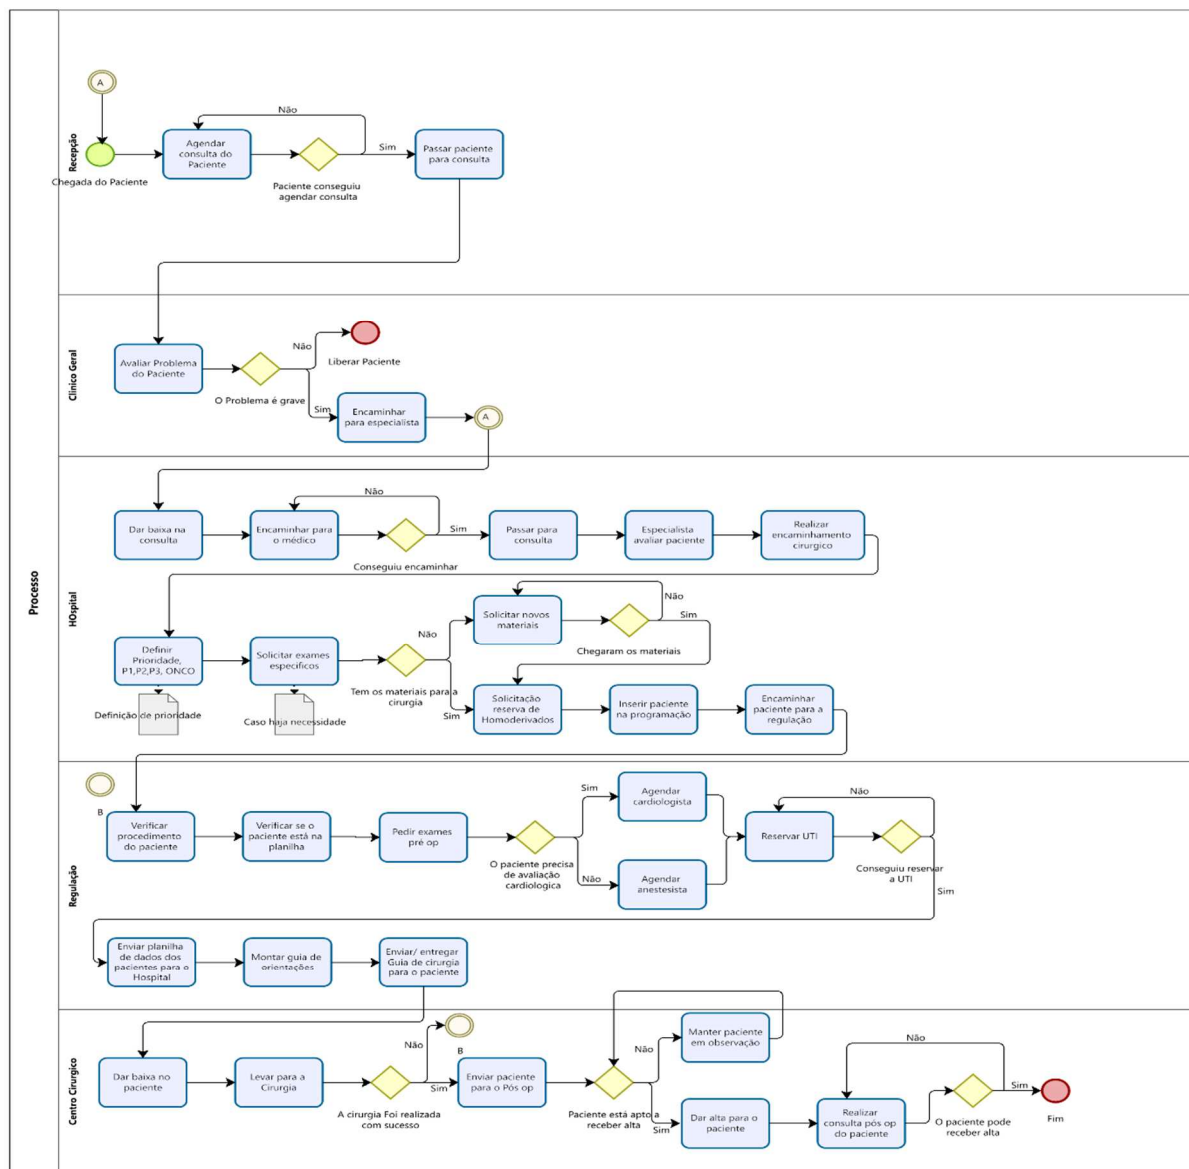 Processo
Recepção
A
Chegada do Paciente
Agendar
consulta do
Paciente
Não
Paciente conseguiu
agendar consulta
Sim
Passar paciente
para consulta
Clinico Geral
Avaliar Problema
do Paciente
O Problema é grave
Não
Liberar Paciente
Sim
Encaminhar
para especialista
A
HOspital
Dar baixa na
consulta
Encaminhar para
o médico
Não
Conseguiu encaminhar
Sim
Passar para
consulta
Especialista
avaliar paciente
Realizar
encaminhamento
cirurgico
Definir
Prioridade,
P1,P2,P3, ONCO
Definição de prioridade
Solicitar exames
especificos
Caso haja necessidade
Tem os materiais para a
cirurgia
Não
Solicitar novos
materiais
Chegaram os materiais
Não
Sim
Sim
Solicitação
reserva de
Homoderivados
Inserir paciente
na programação
Encaminhar
paciente para a
regulação
Regulação
B
Verificar
procedimento
do paciente
Verificar se o
paciente está na
planilha
Pedir exames
pré op
O paciente precisa
de avaliação
cardiologica
Sim
Agendar
cardiologista
Não
Agendar
anestesista
Reservar UTI
Não
Conseguiu reservar
a UTI
Sim
Enviar planilha
de dados dos
pacientes para o
Hospital
Montar guia de
orientações
Enviar/ entregar
Guia de cirurgia
para o paciente
Centro Cirurgico
Dar baixa no
paciente
Levar para a
Cirurgia
A cirurgia Foi realizada
com sucesso
Não
B
Sim
Enviar paciente
para o Pós op
Paciente está apto a
receber alta
Não
Manter paciente
em observação
Sim
Dar alta para o
paciente
Realizar
consulta pós op
do paciente
Não
O paciente pode
receber alta
Sim
Fim